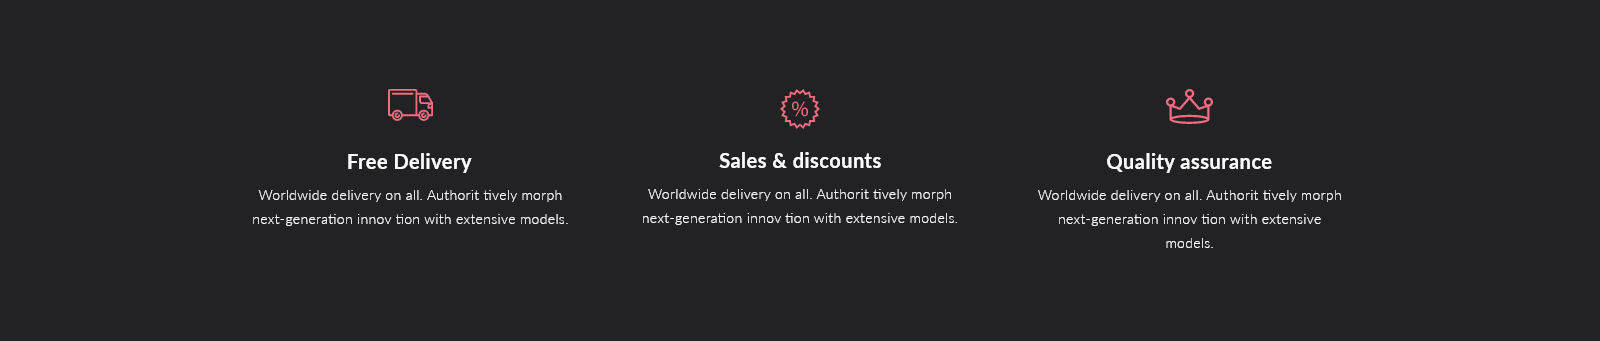 %
Free Delivery
Worldwide delivery on all. Authorit tively morph
next-generation innov tion with extensive models.
Sales & discounts
Worldwide delivery on all. Authorit tively morph
next-generation innov tion with extensive models.
Quality assurance
Worldwide delivery on all. Authorit tively morph
next-generation innov tion with extensive
models.